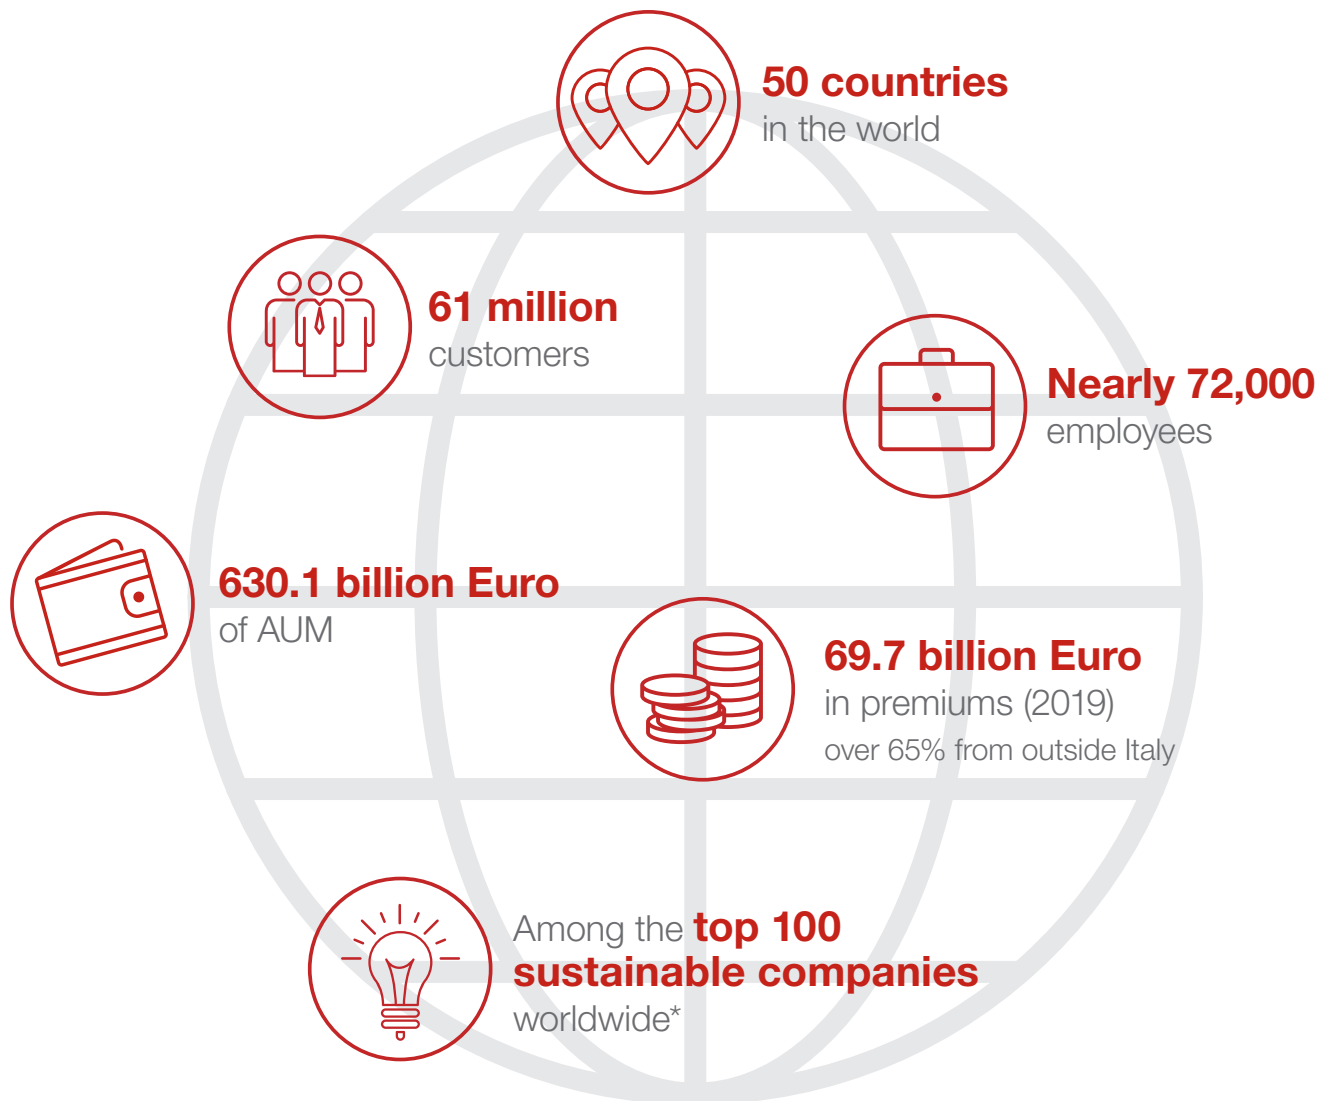 50 countries
in the world
61 million
customers
Nearly 72,000
employees
630.1 billion Euro
of AUM
69.7 billion Euro
in premiums (2019)
over 65% from outside Italy
Among the top 100
sustainable companies
worldwide*